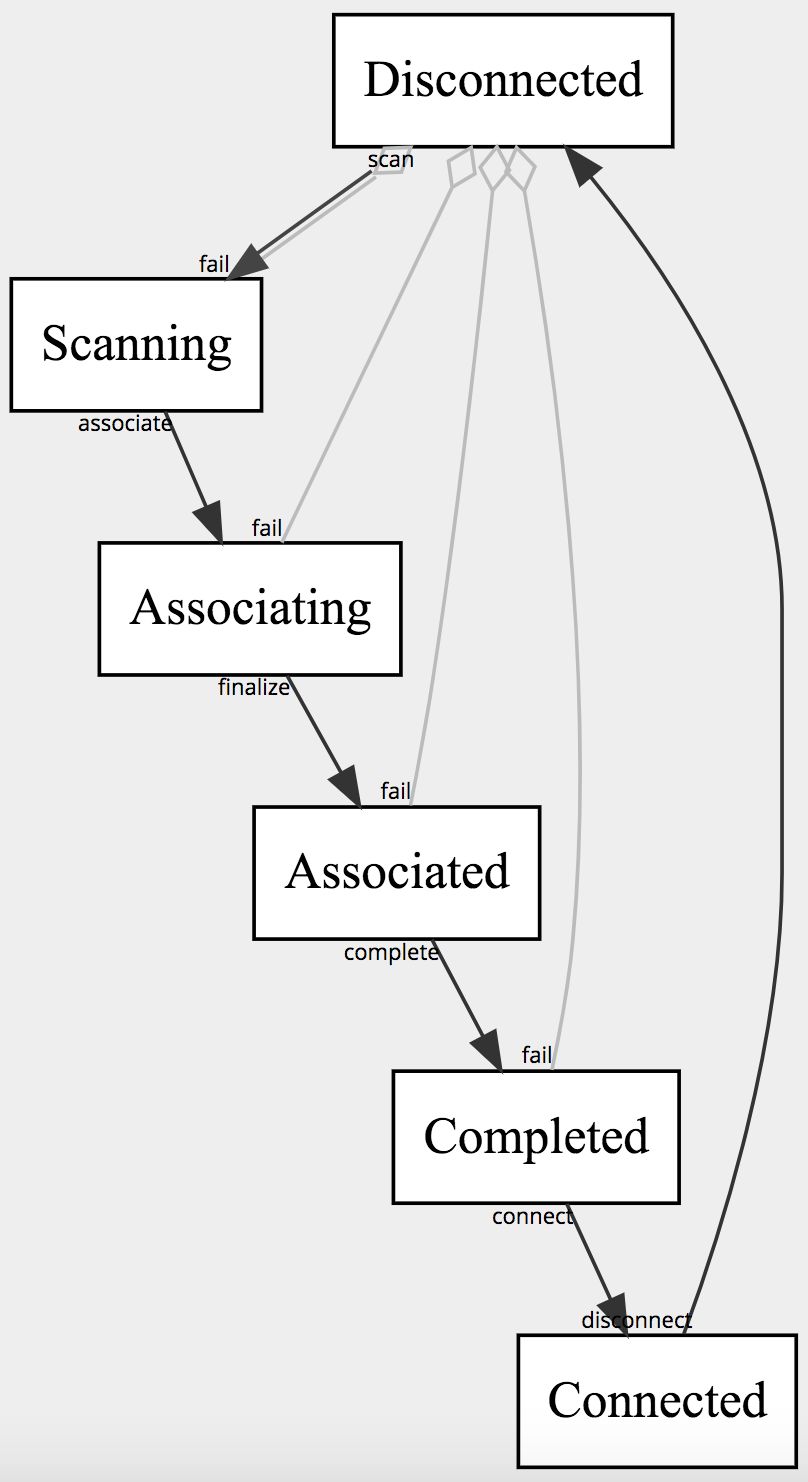 Disconnected
scan
fail
Scanning
associate
fail
Associating
finalize
fail
Associated
complete
fail
Completed
connect
disconnect
Connected